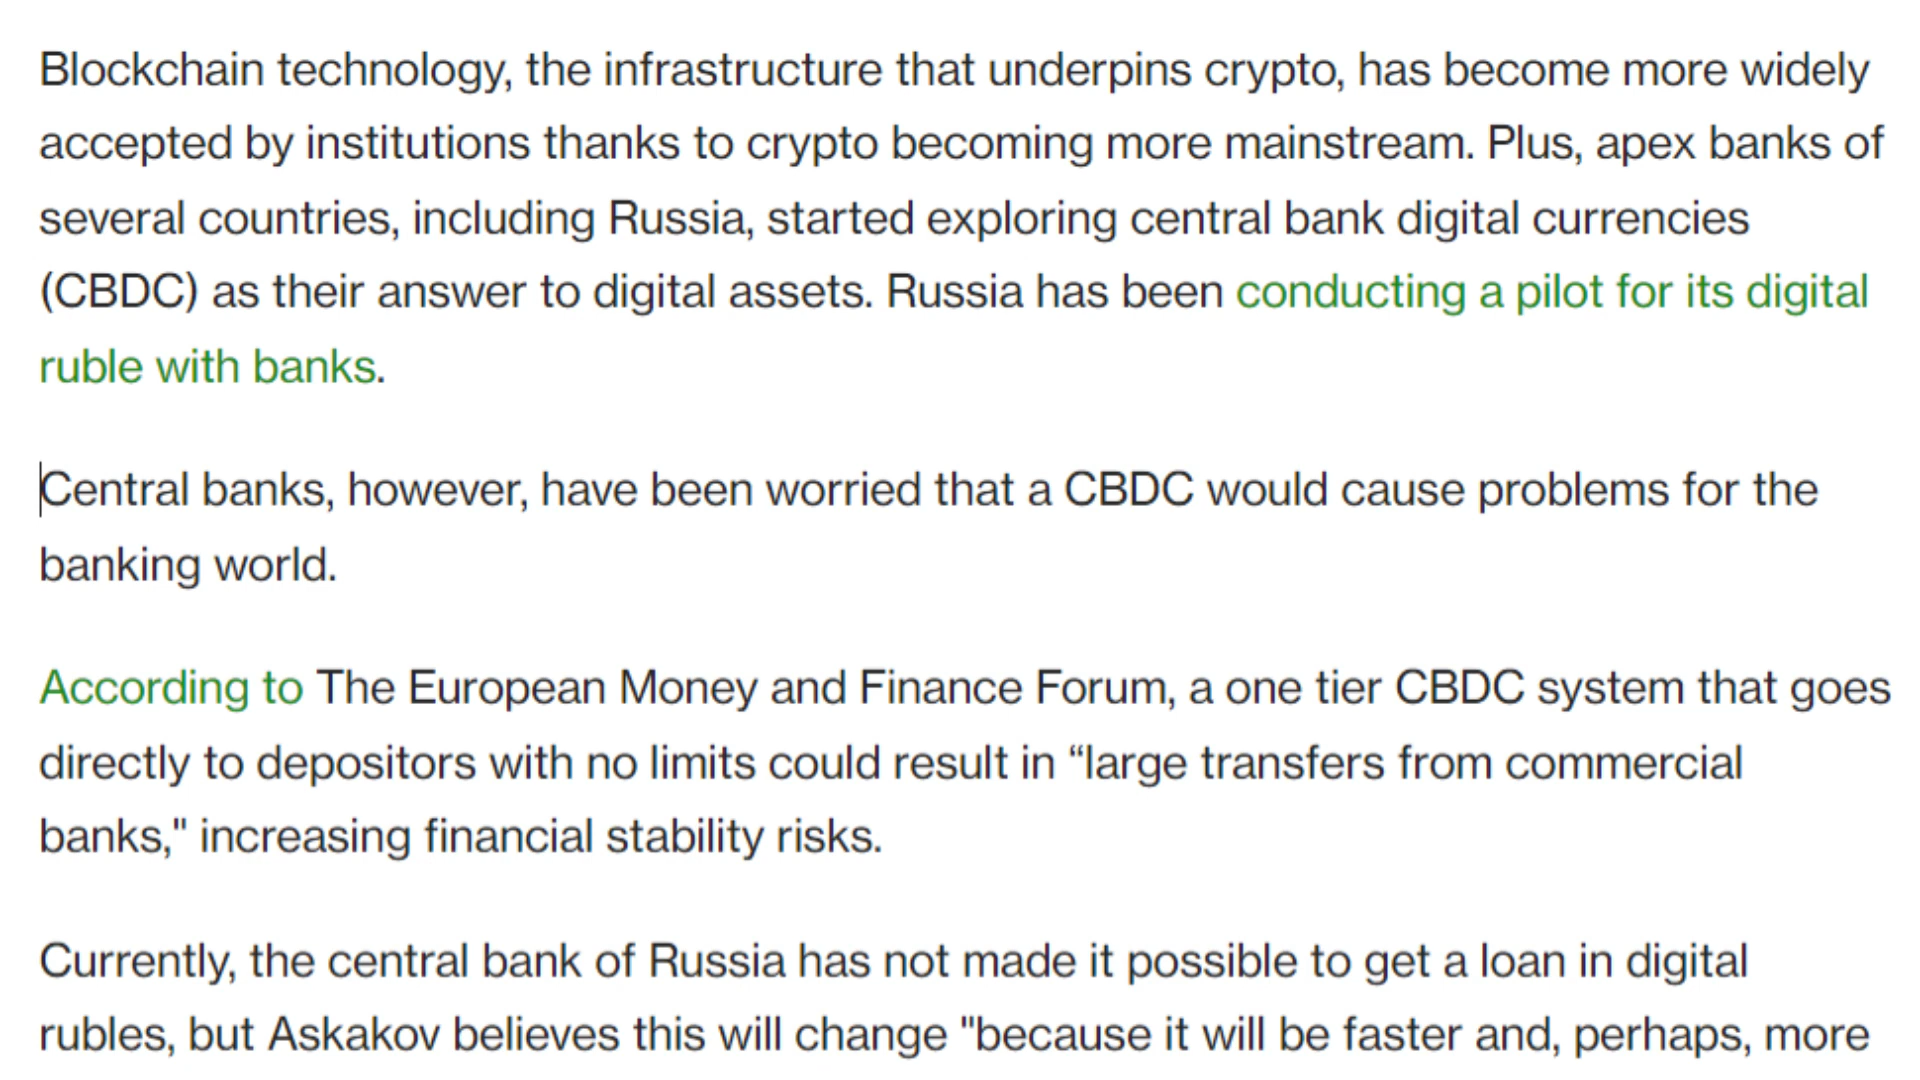 Blockchain technology, the infrastructure that underpins crypto, has become more widely
accepted by institutions thanks to crypto becoming more mainstream. Plus, apex banks of
several countries, including Russia, started exploring central bank digital currencies
(CBDC) as their answer to digital assets. Russia has been conducting a pilot for its digital
ruble with banks.
Central banks, however, have been worried that a CBDC would cause problems for the
banking world.
According to The European Money and Finance Forum, a one tier CBDC system that goes
directly to depositors with no limits could result in “large transfers from commercial
banks," increasing financial stability risks.
Currently, the central bank of Russia has not made it possible to get a loan in digital
rubles, but Askakov believes this will change "because it will be faster and, perhaps, more